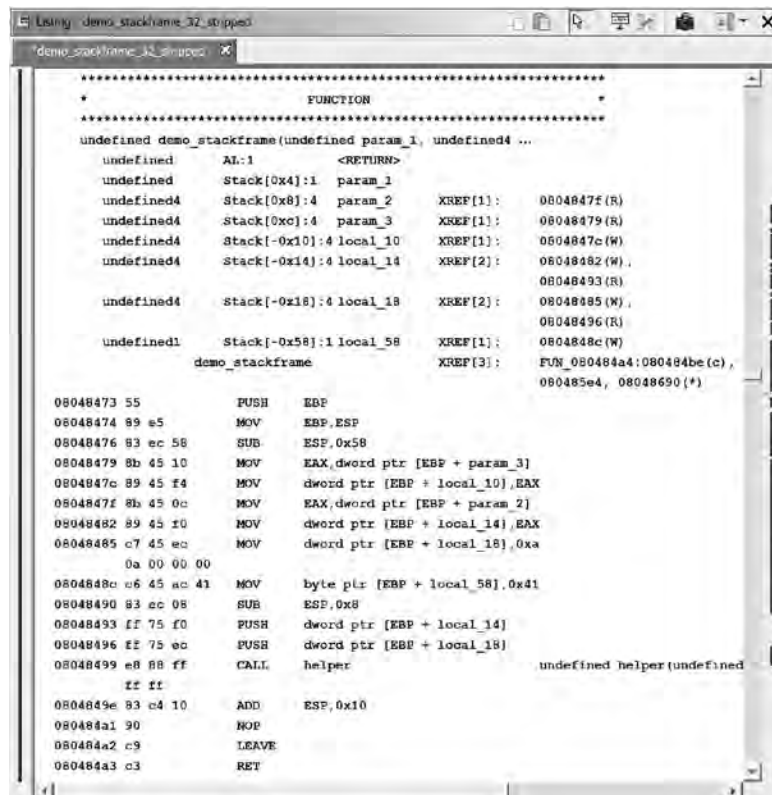 Listing: demo_stackframe_32_stripped
*demo_stackframe_32_stripped X
*******************************************************************
* FUNCTION *
*******************************************************************
undefined demo_stackframe(undefined param_1, undefined4 ...
undefined AL:1 <RETURN>
undefined Stack[0x4]:1 param_1
undefined4 Stack[0x8]:4 param_2 XREF[1]: 0804847f(R)
undefined4 Stack[0xc]:4 param_3 XREF[1]: 08048479(R)
undefined4 Stack[-0x10]:4 local_10 XREF[1]: 0804847c(W)
undefined4 Stack[-0x14]:4 local_14 XREF[2]: 08048482(W),
08048493(R)
undefined4 Stack[-0x18]:4 local_18 XREF[2]: 08048485(W),
08048496(R)
undefined1 Stack[-0x58]:1 local_58 XREF[1]: 0804848c(W)
demo_stackframe XREF[3]: FUN_080484a4:080484be(c),
080485e4, 08048690(*)
08048473 55 PUSH EBP
08048474 89 e5 MOV EBP,ESP
08048476 83 ec 58 SUB ESP,0x58
08048479 8b 45 10 MOV EAX,dword ptr [EBP + param_3]
0804847c 89 45 f4 MOV dword ptr [EBP + local_10],EAX
0804847f 8b 45 0c MOV EAX,dword ptr [EBP + param_2]
08048482 89 45 f0 MOV dword ptr [EBP + local_14],EAX
08048485 c7 45 ec MOV dword ptr [EBP + local_18],0xa
0a 00 00 00
0804848c c6 45 ac 41 MOV byte ptr [EBP + local_58],0x41
08048490 83 ec 08 SUB ESP,0x8
08048493 ff 75 f0 PUSH dword ptr [EBP + local_14]
08048496 ff 75 ec PUSH dword ptr [EBP + local_18]
08048499 e8 88 ff CALL helper undefined helper(undefined
ff ff
0804849e 83 c4 10 ADD ESP,0x10
080484a1 90 NOP
080484a2 c9 LEAVE
080484a3 c3 RET